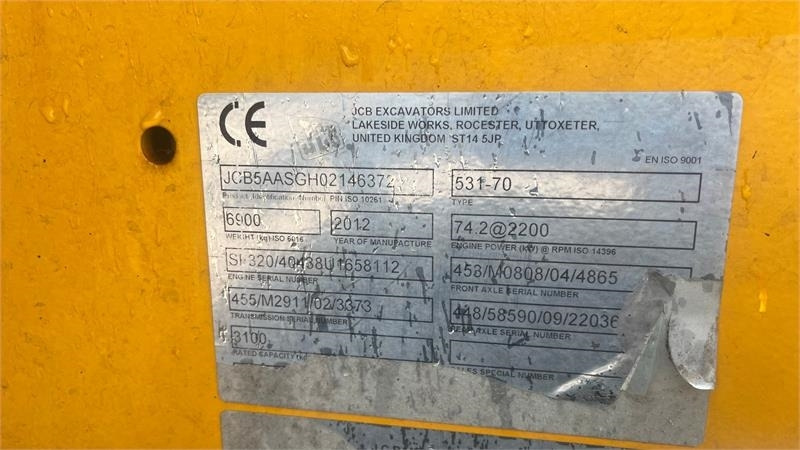 CE
JCB EXCAVATORS LIMITED
LAKESIDE WORKS, ROCESTER, UTTOXETER,
UNITED KINGDOM ST14 5JP
EN ISO 9001
JCB5AASGH02146372
531-70
Product Identification Number PIN ISO 10261
TYPE
6900
2012
74.2@2200
WEIGHT (kg) ISO 6016
YEAR OF MANUFACTURE
ENGINE POWER (KW) @ RPM ISO 14396
320/40438U1658112
458/M0808/04/4865
ENGINE SERIAL NUMBER
FRONT AXLE SERIAL NUMBER
455/M2911/02/3373
448/58590/09/22036
TRANSMISSION SERIAL NUMBER
REAR AXLE SERIAL NUMBER
3100
RATED CAPACITY
SALES SPECIAL NUMBER